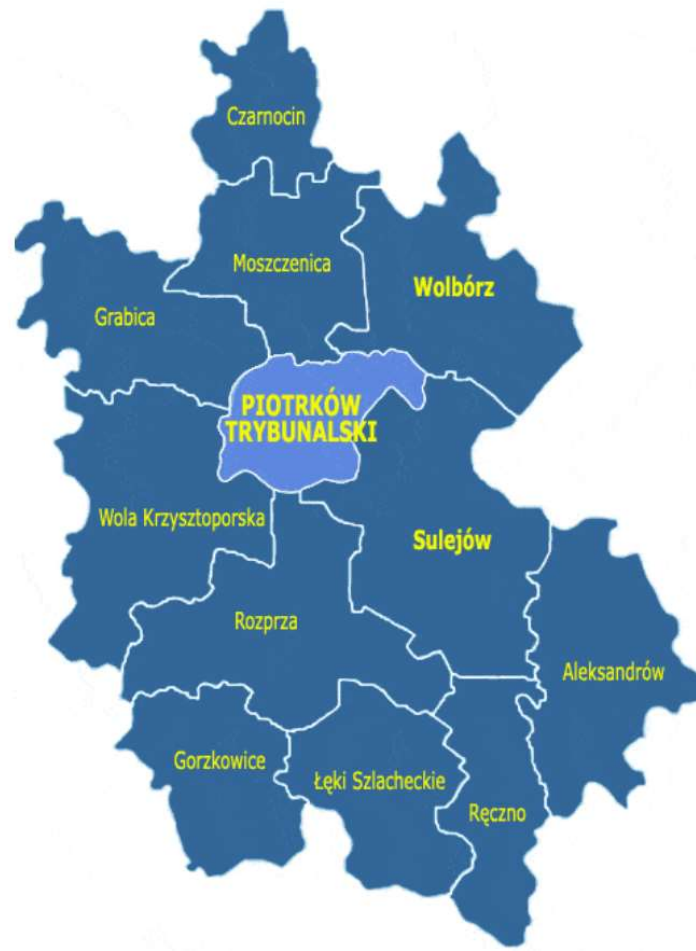 Czarnocin
Moszczenica
Wolbórz
Grabica
PIOTRKÓW
TRYBUNALSKI
Wola Krzysztoporska
Sulejów
Rozprza
Aleksandrów
Gorzkowice
Łęki Szlacheckie
Ręczno